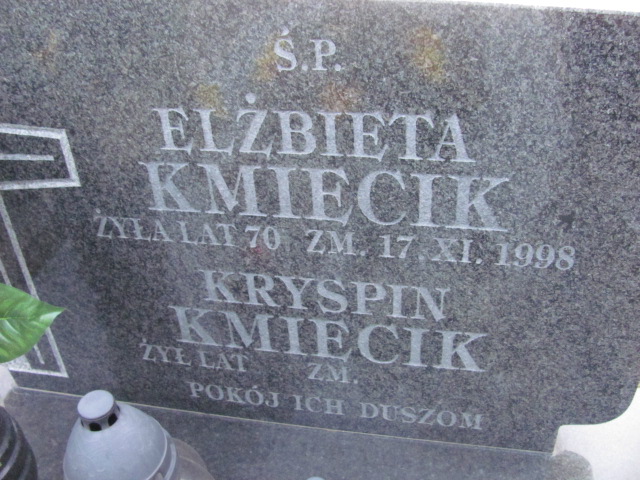 Ś.P.
ELŻBIETA
KMIECIK
ŻYŁA LAT 70 ZM. 17.XI.1998
KRYSPIN
KMIECIK
ŻYŁ LAT ZM.
POKÓJ ICH DUSZOM